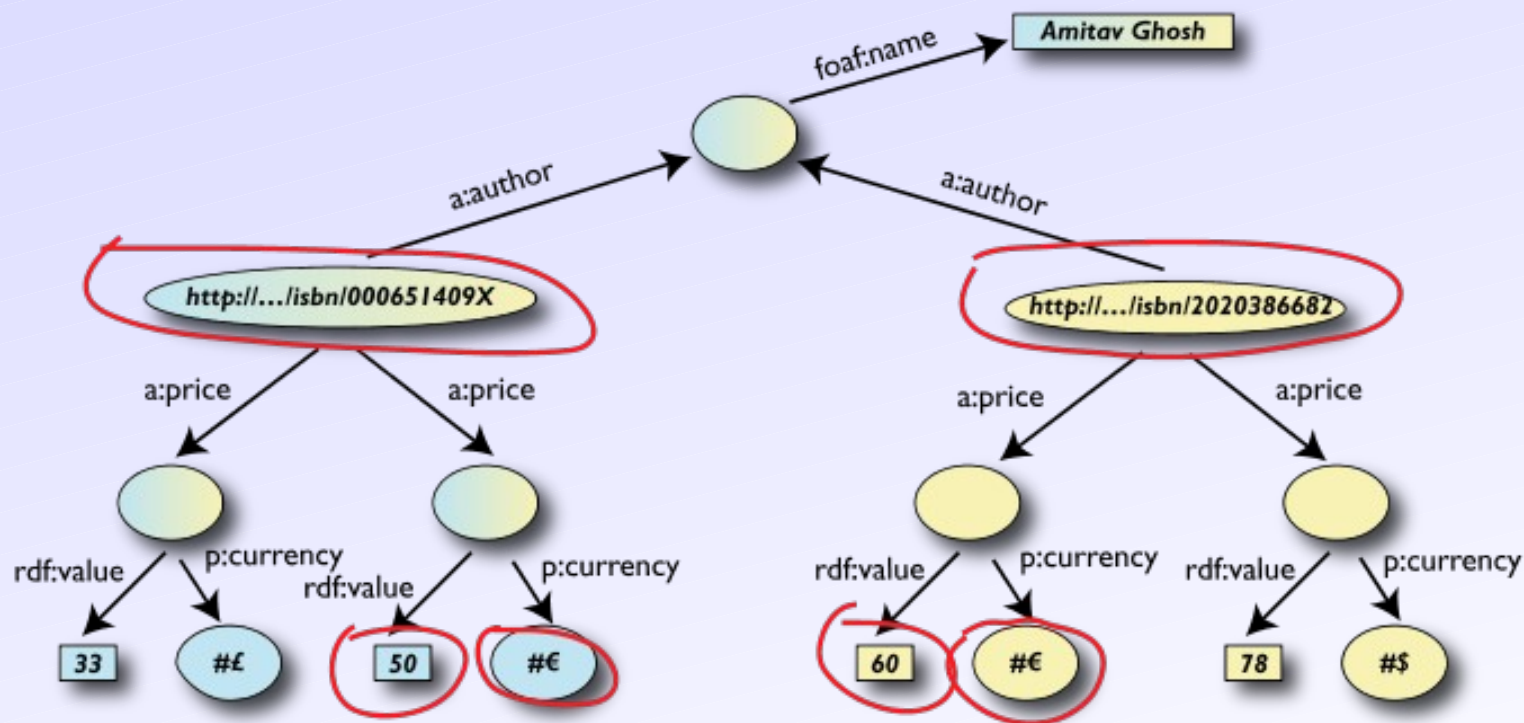 Amitav Ghosh
foaf:name
a:author
a:author
http://.../isbn/000651409X
http://.../isbn/2020386682
a:price
a:price
a:price
a:price
rdf:value
p:currency
rdf:value
p:currency
rdf:value
p:currency
rdf:value
p:currency
33
#£
50
#€
60
#€
78
#$